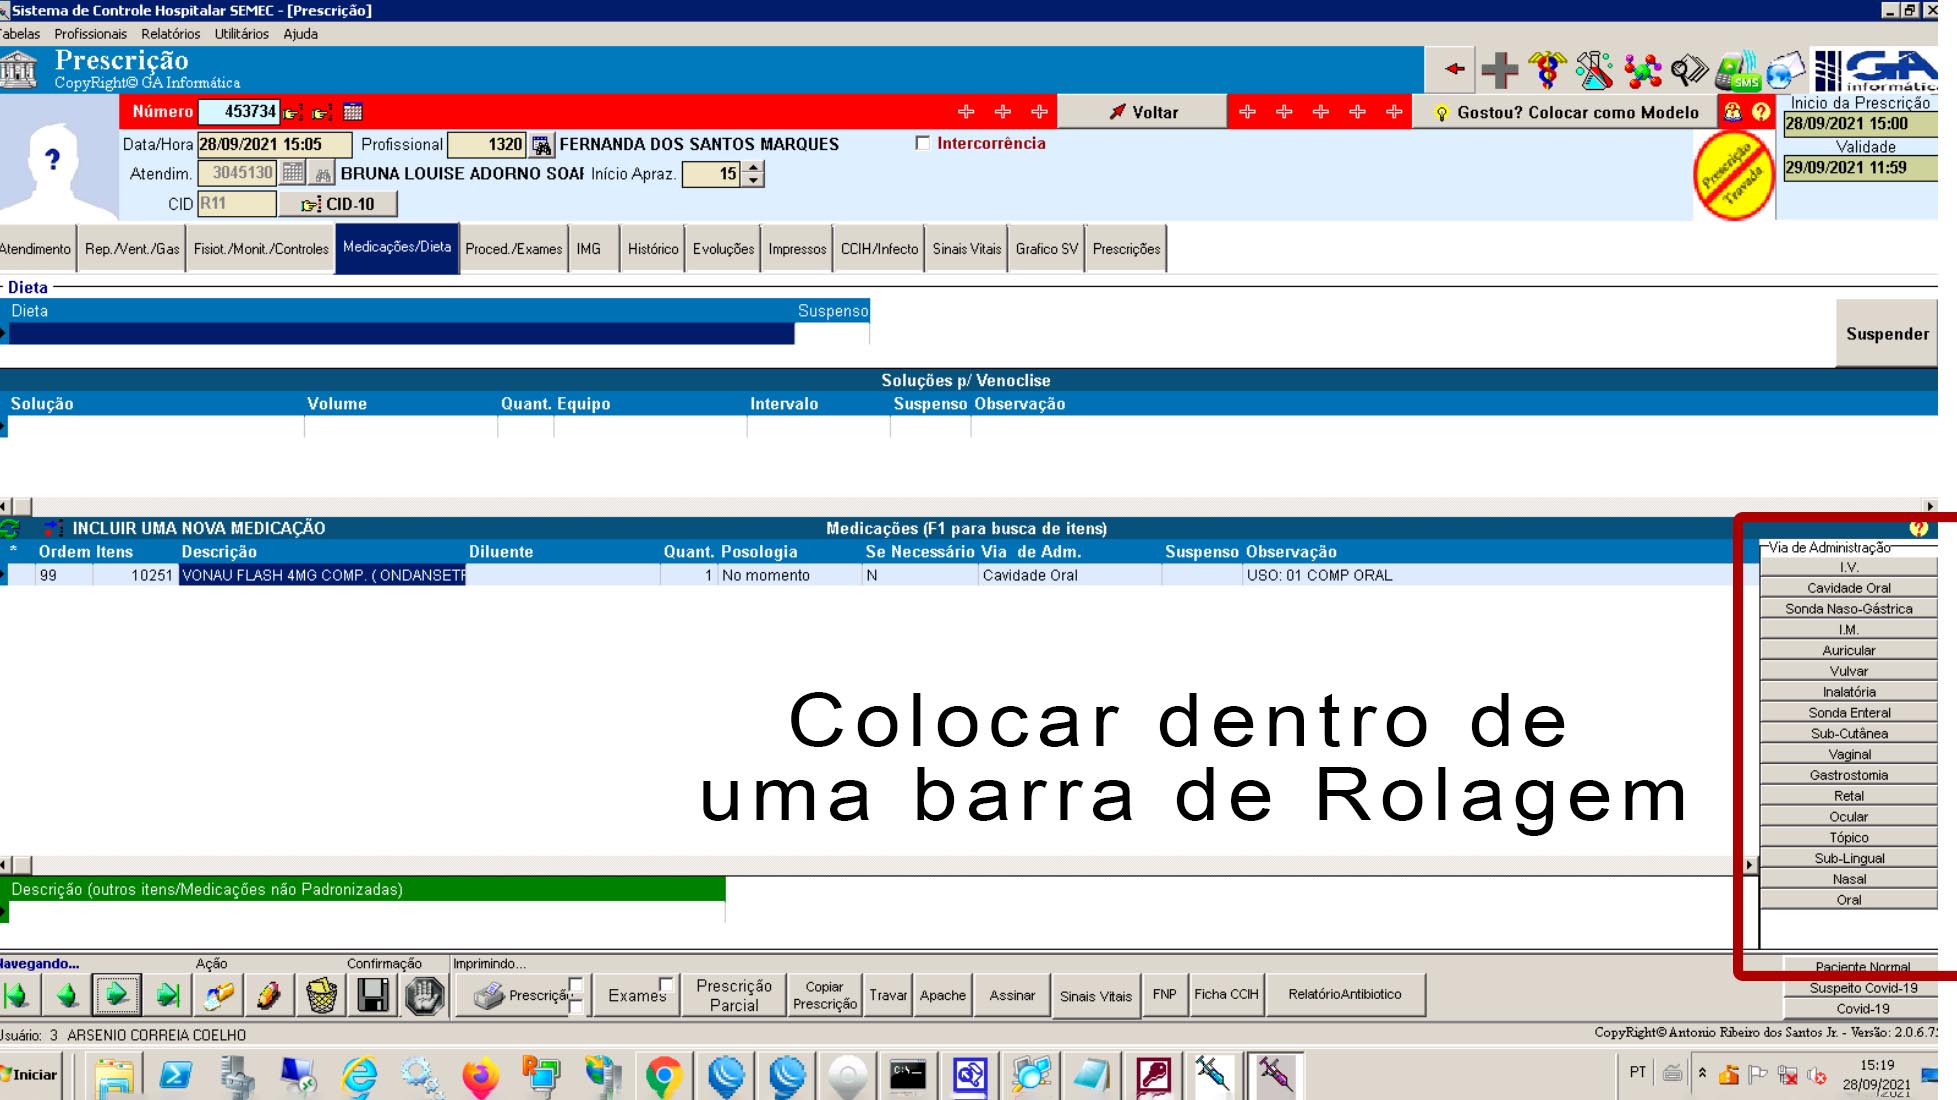 Sistema de Controle Hospitalar SEMEC - [Prescrição]
Tabelas Profissionais Relatórios Utilitários Ajuda
Prescrição
CopyRight© GA Informática
SMS
GA
informátic
Número 453734
Voltar
Gostou? Colocar como Modelo
Inicio da Prescrição
28/09/2021 15:00
Validade
29/09/2021 11:59
Data/Hora 28/09/2021 15:05 Profissional 1320 FERNANDA DOS SANTOS MARQUES Intercorrência
Atendim. 3045130 BRUNA LOUISE ADORNO SOAF Início Apraz. 15
CID R11 CID-10
Prescrição
Travada
Atendimento Rep./Vent./Gas Fisiot./Monit./Controles Medicações/Dieta Proced./Exames IMG Histórico Evoluções Impressos CCIH/Infecto Sinais Vitais Grafico SV Prescrições
Dieta
Dieta Suspenso
Suspender
Soluções p/ Venoclise
Solução Volume Quant. Equipo Intervalo Suspenso Observação
INCLUIR UMA NOVA MEDICAÇÃO Medicações (F1 para busca de itens)
* Ordem Itens Descrição Diluente Quant. Posologia Se Necessário Via de Adm. Suspenso Observação
99 10251 VONAU FLASH 4MG COMP. ( ONDANSETF 1 No momento N Cavidade Oral USO: 01 COMP ORAL
Via de Administração
I.V.
Cavidade Oral
Sonda Naso-Gástrica
I.M.
Auricular
Vulvar
Inalatória
Sonda Enteral
Sub-Cutânea
Vaginal
Gastrostomia
Retal
Ocular
Tópico
Sub-Lingual
Nasal
Oral
Colocar dentro de
uma barra de Rolagem
Descrição (outros itens/Medicações não Padronizadas)
Navegando... Ação Confirmação Imprimindo...
Prescrição
Exames
Prescrição
Parcial
Copiar
Prescrição
Travar
Apache
Assinar
Sinais Vitais
FNP
Ficha CCIH
RelatórioAntibiotico
Paciente Normal
Suspeito Covid-19
Covid-19
Usuário: 3 ARSENIO CORREIA COELHO
CopyRight© Antonio Ribeiro dos Santos Jr. - Versão: 2.0.6.75
Iniciar
PT
15:19
28/09/2021